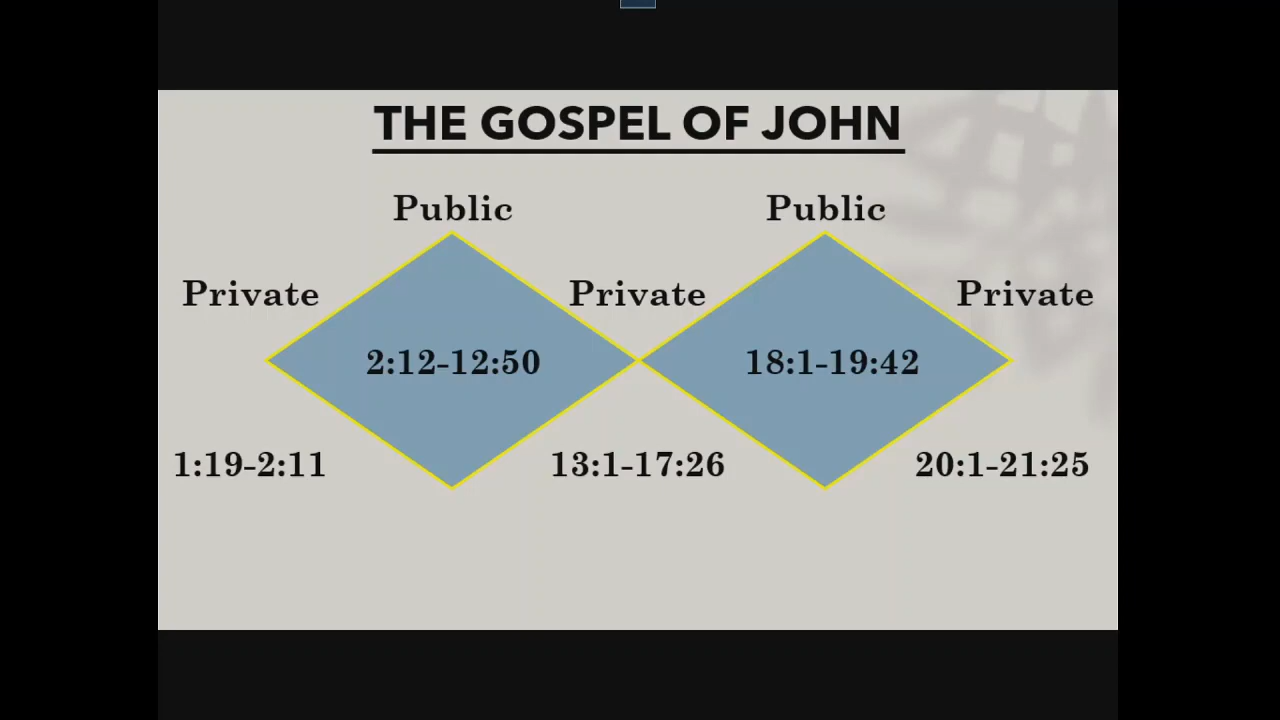 THE GOSPEL OF JOHN
Public Public
Private Private Private
2:12-12:50 18:1-19:42
1:19-2:11 13:1-17:26 20:1-21:25